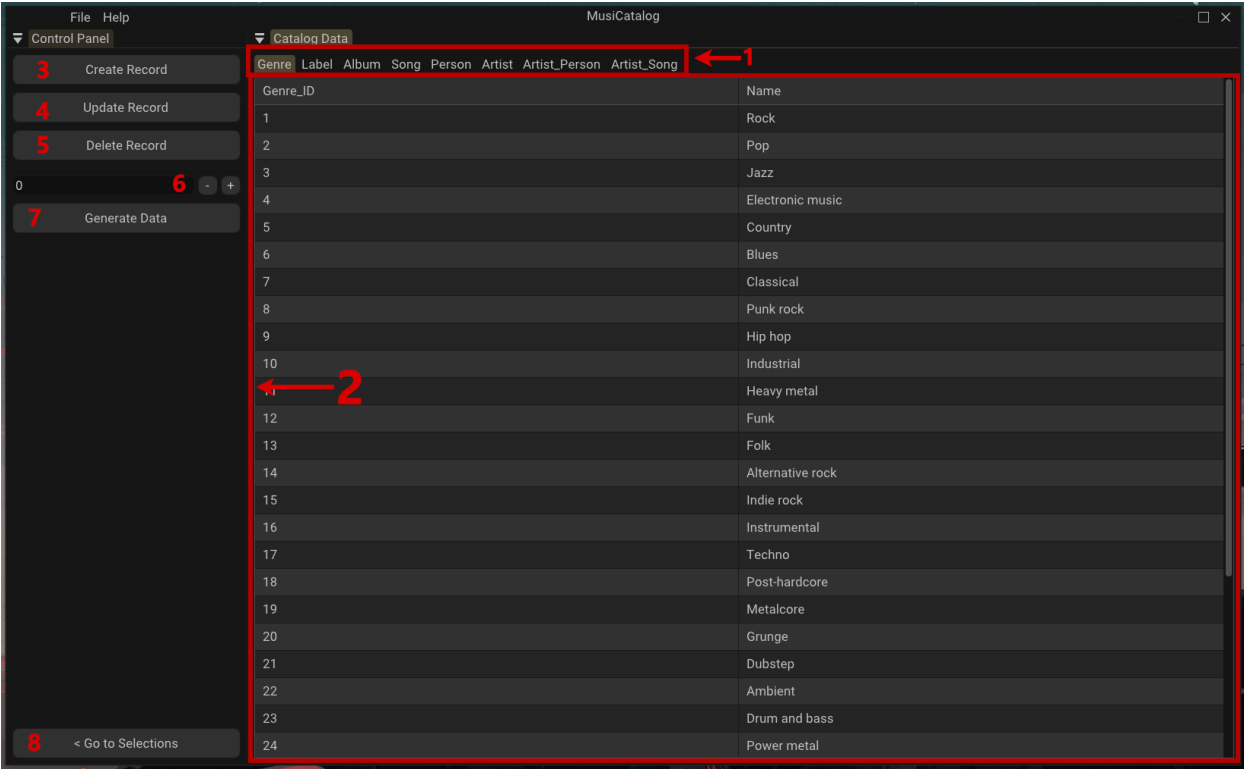 File Help MusiCatalog
Control Panel
Catalog Data
1
Genre Label Album Song Person Artist Artist_Person Artist_Song
3 Create Record
4 Update Record
5 Delete Record
0 6 - +
7 Generate Data
8 < Go to Selections
2
Genre_ID Name
1 Rock
2 Pop
3 Jazz
4 Electronic music
5 Country
6 Blues
7 Classical
8 Punk rock
9 Hip hop
10 Industrial
11 Heavy metal
12 Funk
13 Folk
14 Alternative rock
15 Indie rock
16 Instrumental
17 Techno
18 Post-hardcore
19 Metalcore
20 Grunge
21 Dubstep
22 Ambient
23 Drum and bass
24 Power metal